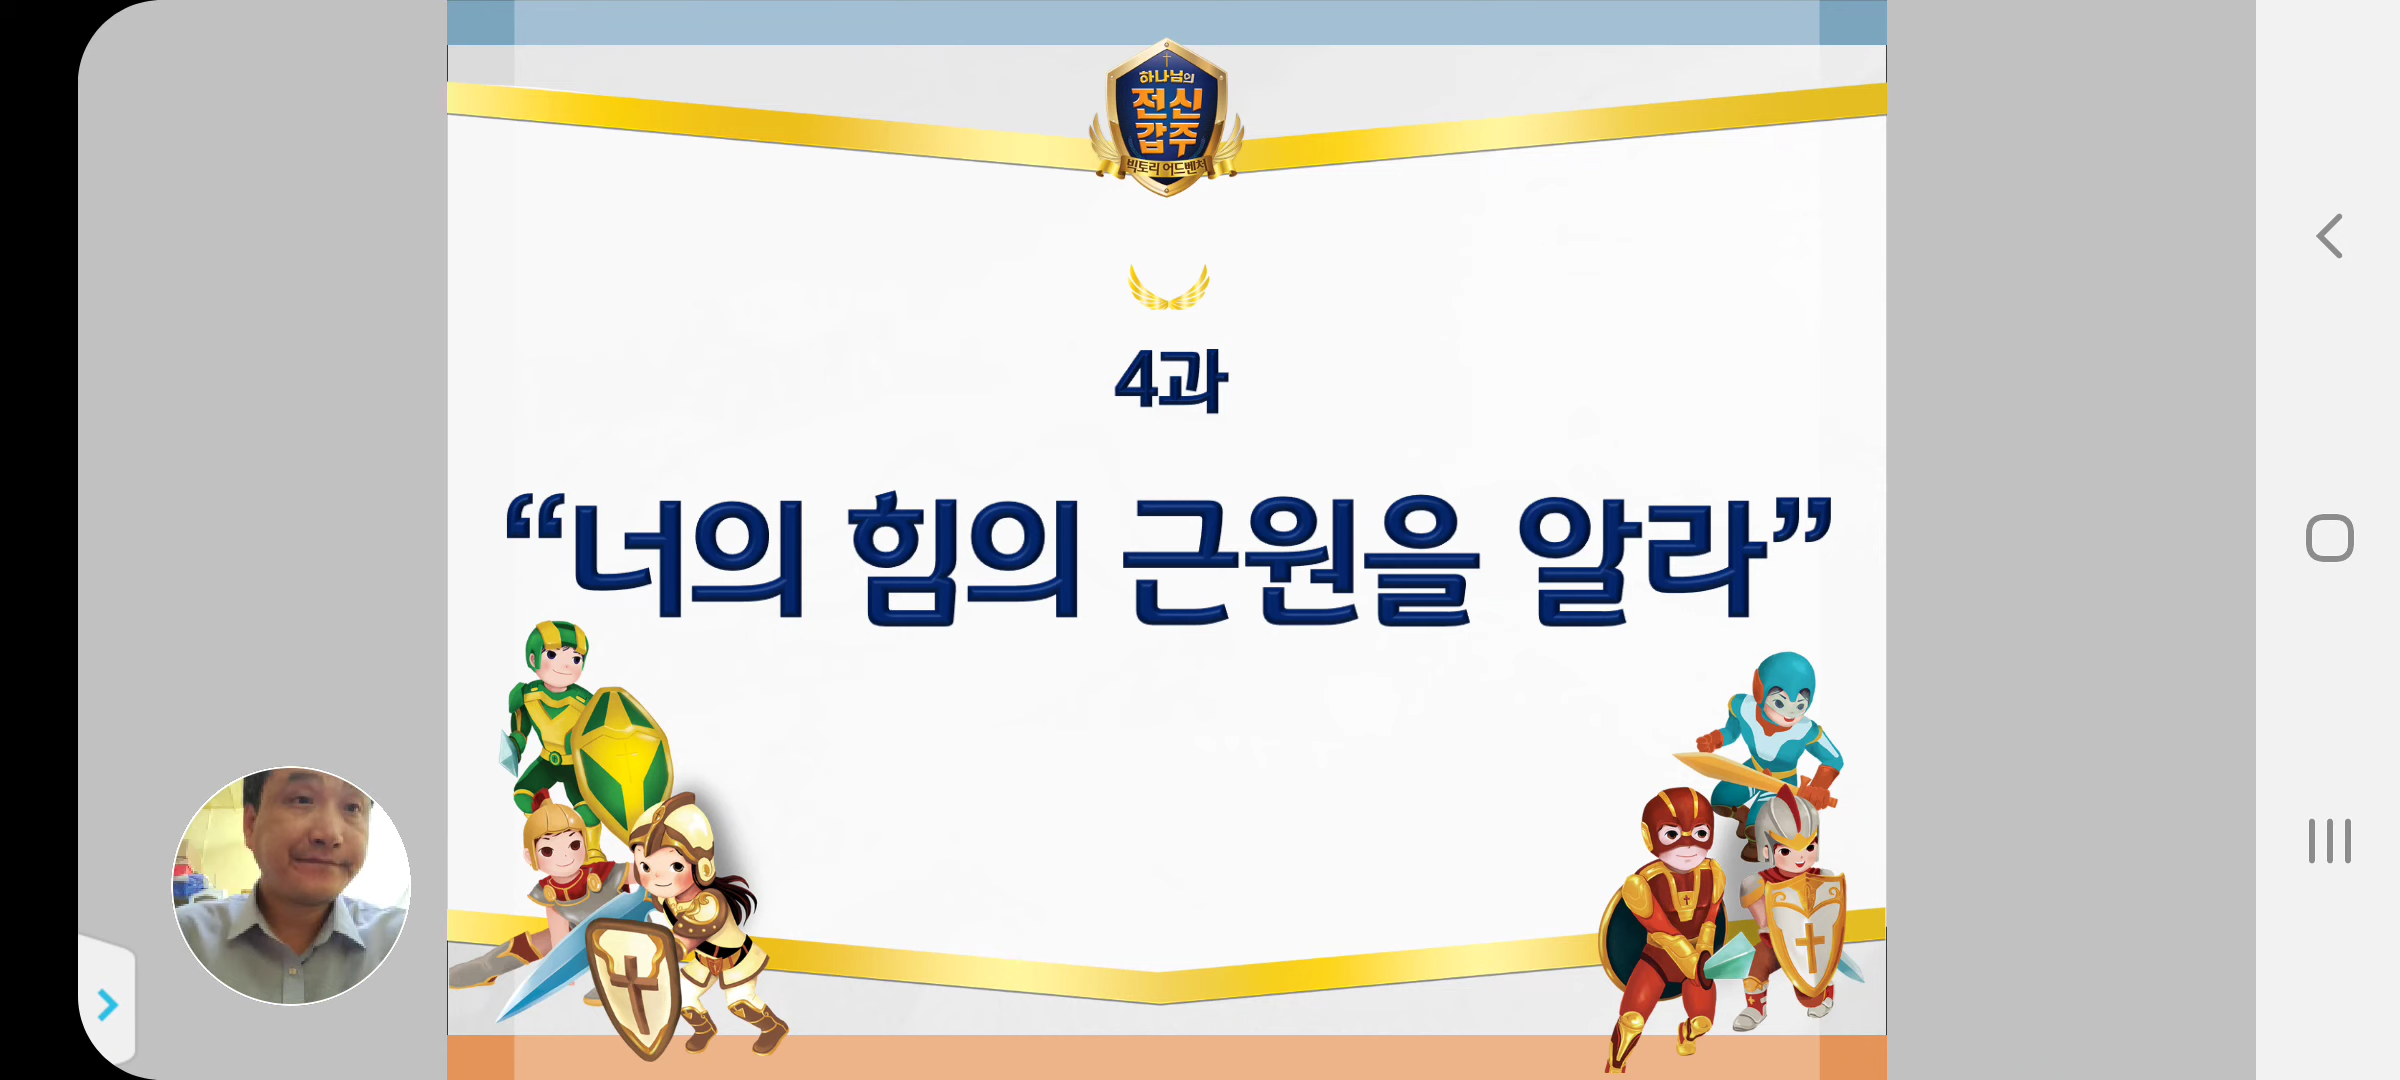 하나님의
전신
갑주
빅토리 어드벤처
4과
“너의 힘의 근원을 알라”